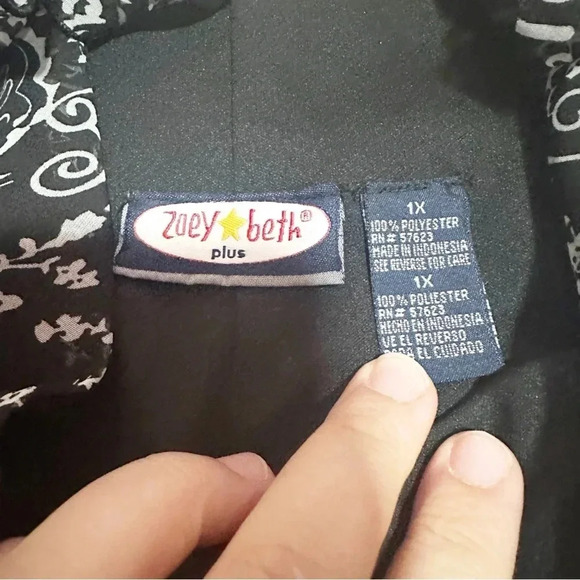 Zoey★beth®
plus
1X
100% POLYESTER
RN# 57623
MADE IN INDONESIA
SEE REVERSE FOR CARE
1X
100% POLIESTER
RN# 57623
HECHO EN INDONESIA
VE EL REVERSO
PARA EL CUIDADO